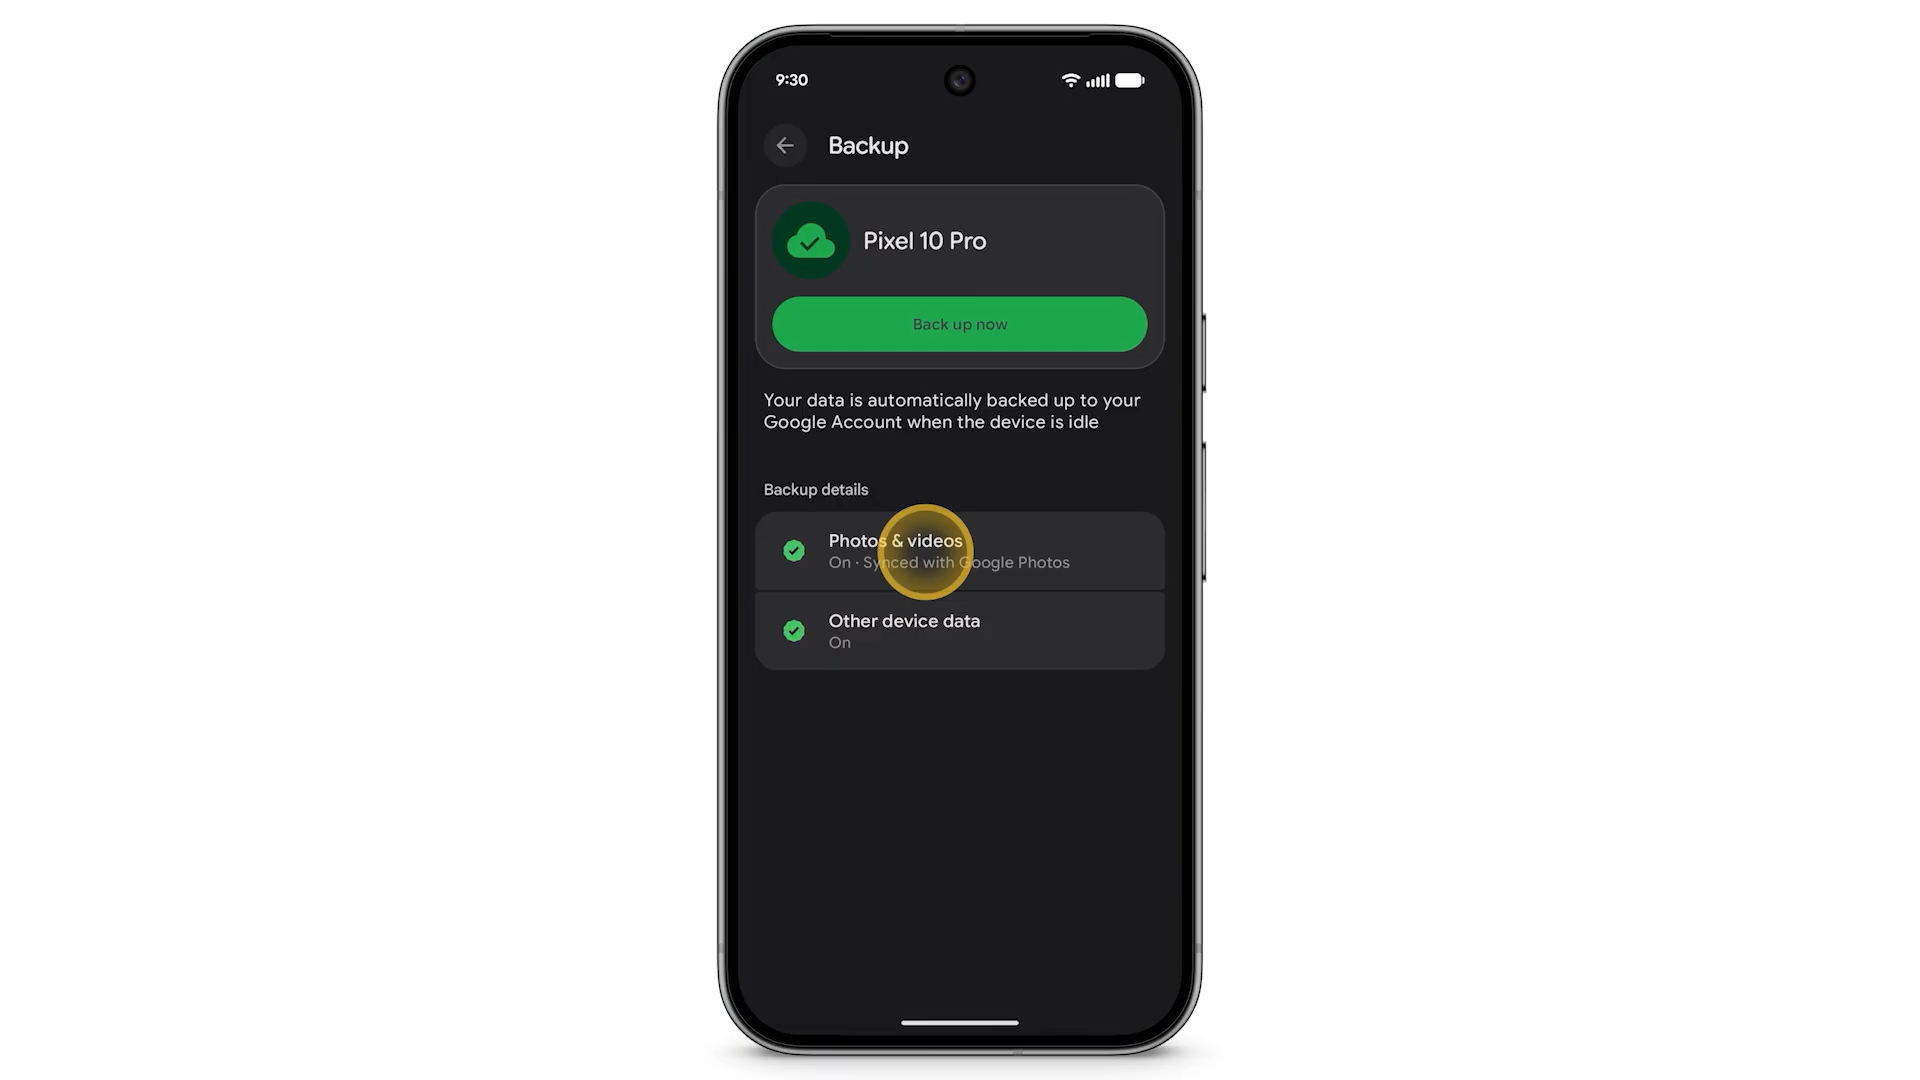 9:30
Backup
Pixel 10 Pro
Back up now
Your data is automatically backed up to your
Google Account when the device is idle
Backup details
Photos & videos
On · Synced with Google Photos
Other device data
On